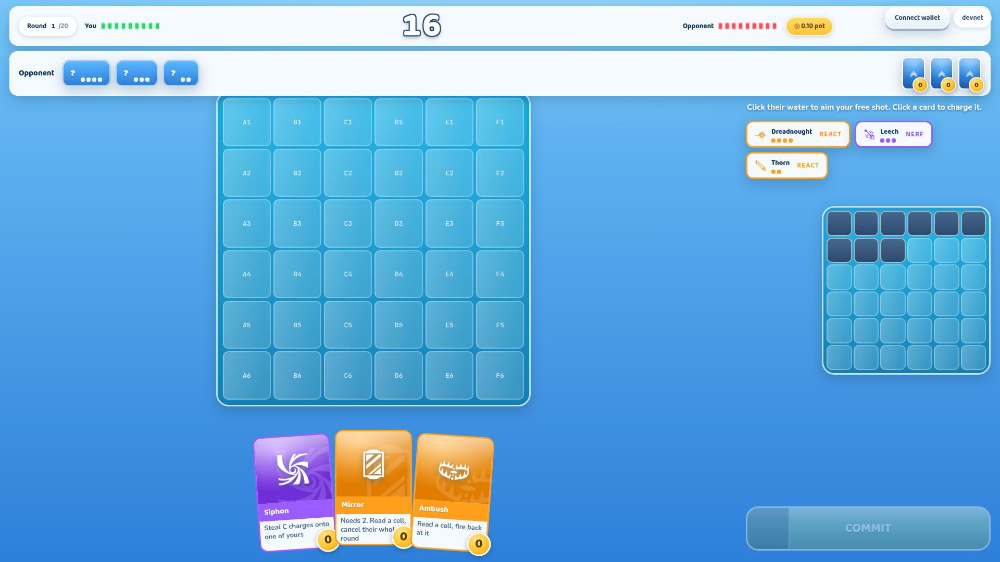 Round 1 /20
You
16
Opponent
◎ 0.10 pot
Connect wallet
devnet
Opponent
?
?
?
0
0
0
Click their water to aim your free shot. Click a card to charge it.
Dreadnought REACT
Leech NERF
Thorn REACT
A1 B1 C1 D1 E1 F1
A2 B2 C2 D2 E2 F2
A3 B3 C3 D3 E3 F3
A4 B4 C4 D4 E4 F4
A5 B5 C5 D5 E5 F5
A6 B6 C6 D6 E6 F6
Siphon
Steal C charges onto
one of yours
0
Mirror
Needs 2. Read a cell,
cancel their
round
0
Ambush
Read a cell, fire back
at it
0
COMMIT